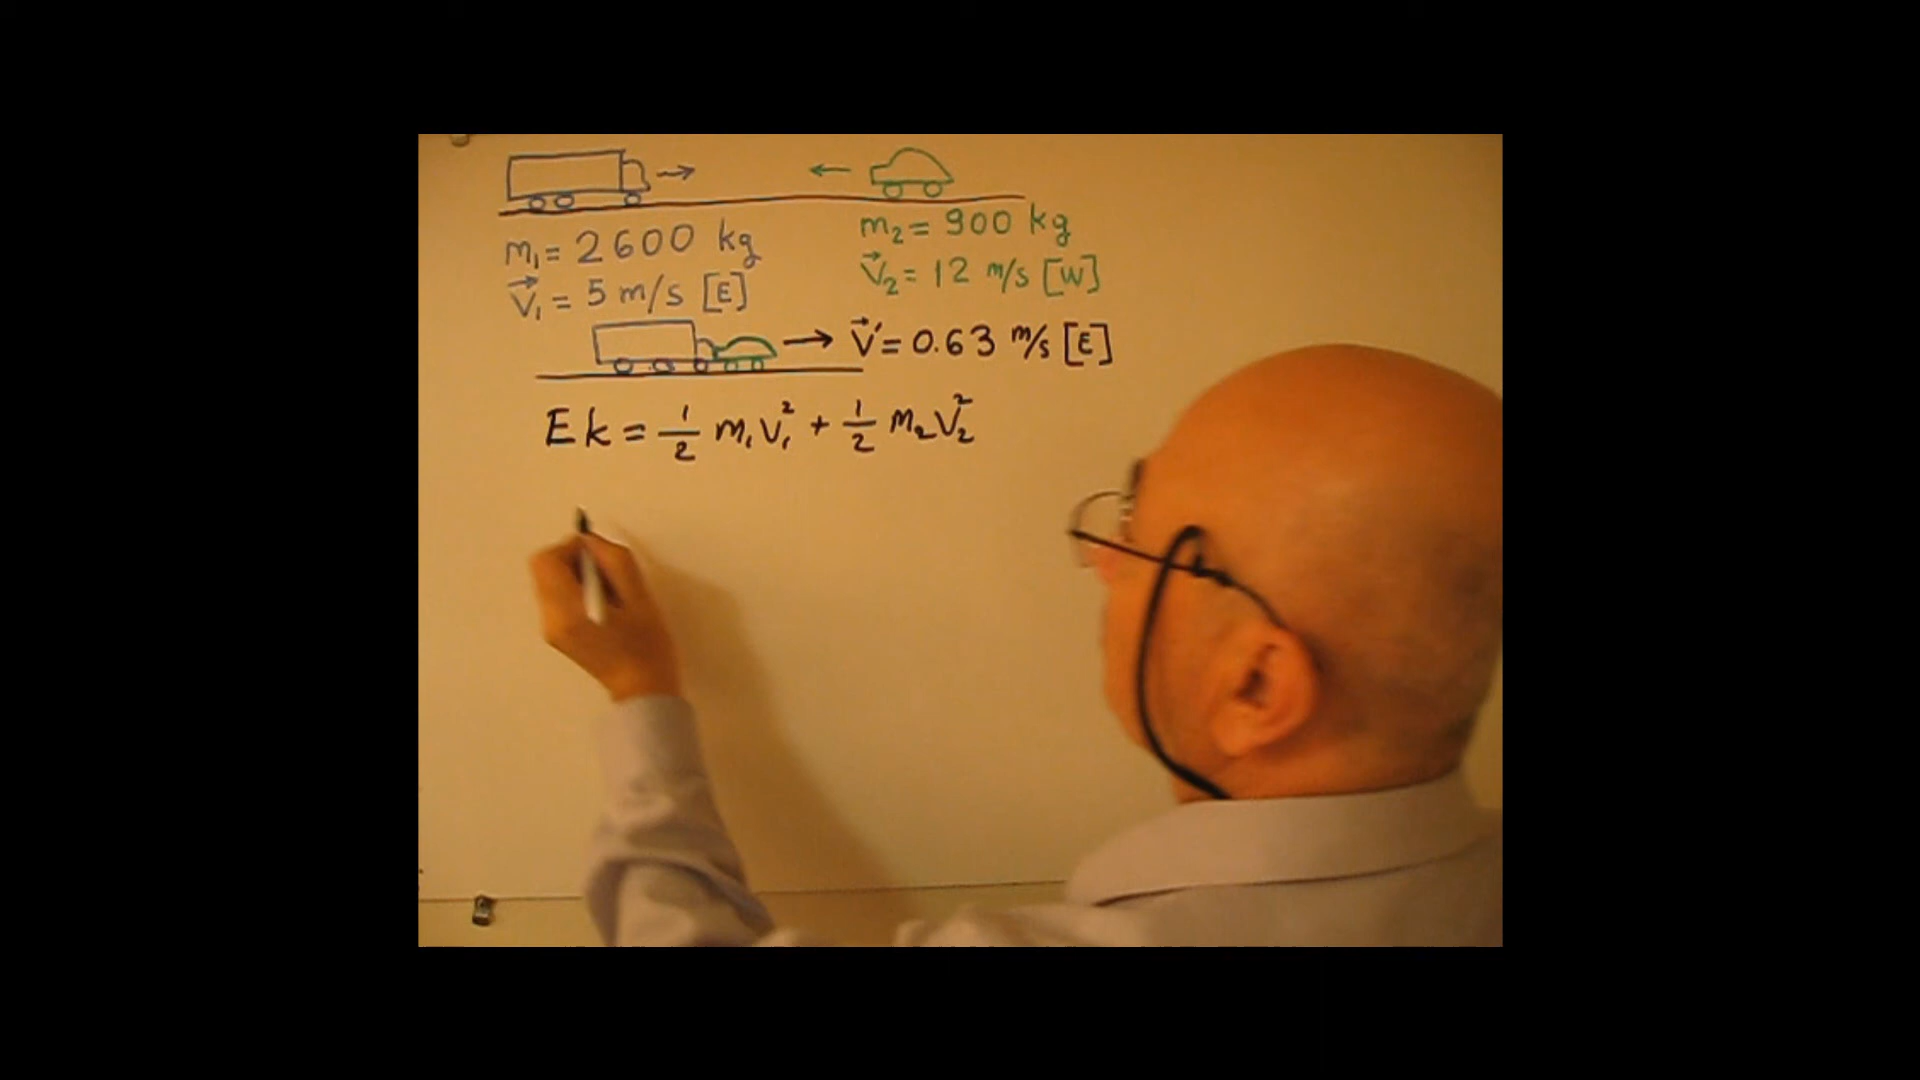 m₁ = 2600 kg
m₂ = 900 kg
V⃗₁ = 5 m/s [E]
V⃗₂ = 12 m/s [W]
V⃗' = 0.63 m/s [E]
Ek = 1/2 m₁V₁² + 1/2 m₂V₂²